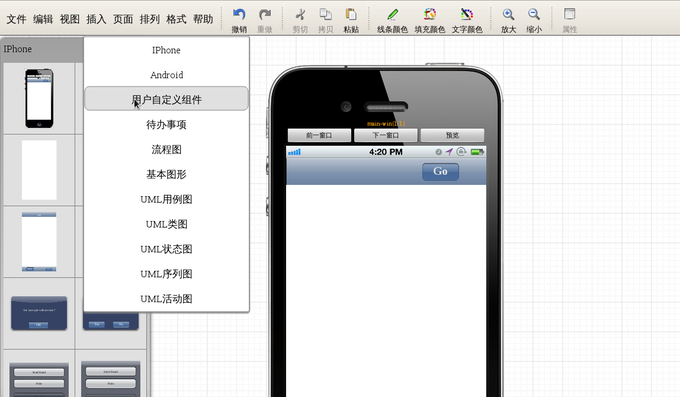 文件 编辑 视图 插入 页面 排列 格式 帮助
撤销 重做 剪切 拷贝 粘贴 线条颜色 填充颜色 文字颜色 放大 缩小 属性
IPhone
IPhone
Android
用户自定义组件
待办事项
流程图
基本图形
UML用例图
UML类图
UML状态图
UML序列图
UML活动图
前一窗口 下一窗口 预览
4:20 PM
Go